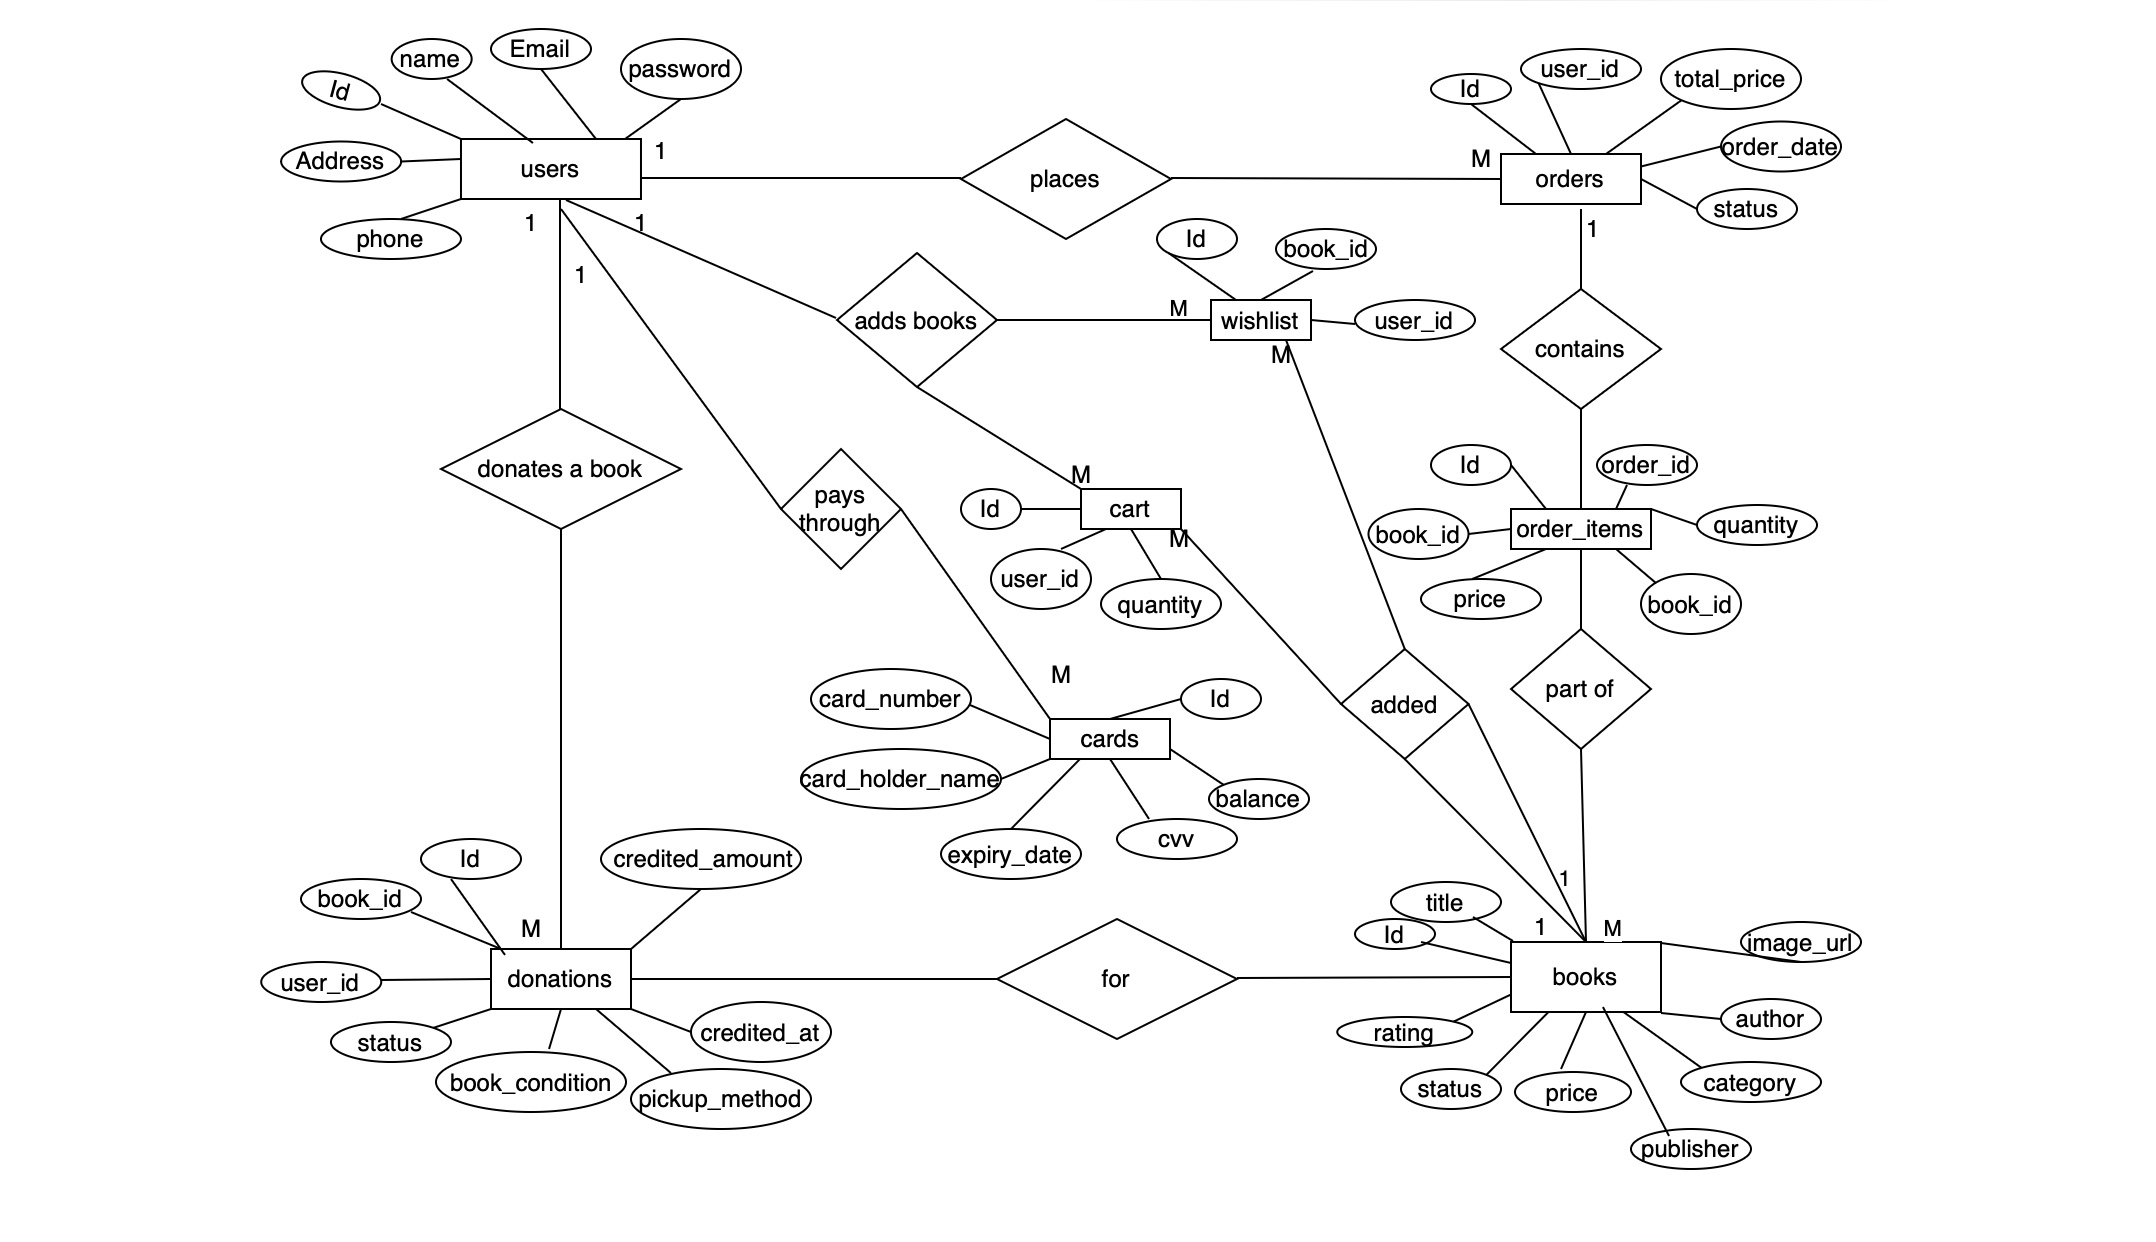 name
Email
password
Id
Address
users
phone
1
places
M
Id
user_id
total_price
order_date
orders
status
1
1
1
1
Id
book_id
adds books
M
wishlist
user_id
M
contains
donates a book
pays
through
M
Id
cart
M
user_id
quantity
Id
order_id
book_id
order_items
quantity
price
book_id
M
card_number
Id
cards
card_holder_name
balance
expiry_date
cvv
added
part of
Id
credited_amount
book_id
M
user_id
donations
status
credited_at
book_condition
pickup_method
for
1
title
1
M
Id
image_url
books
rating
author
status
price
category
publisher